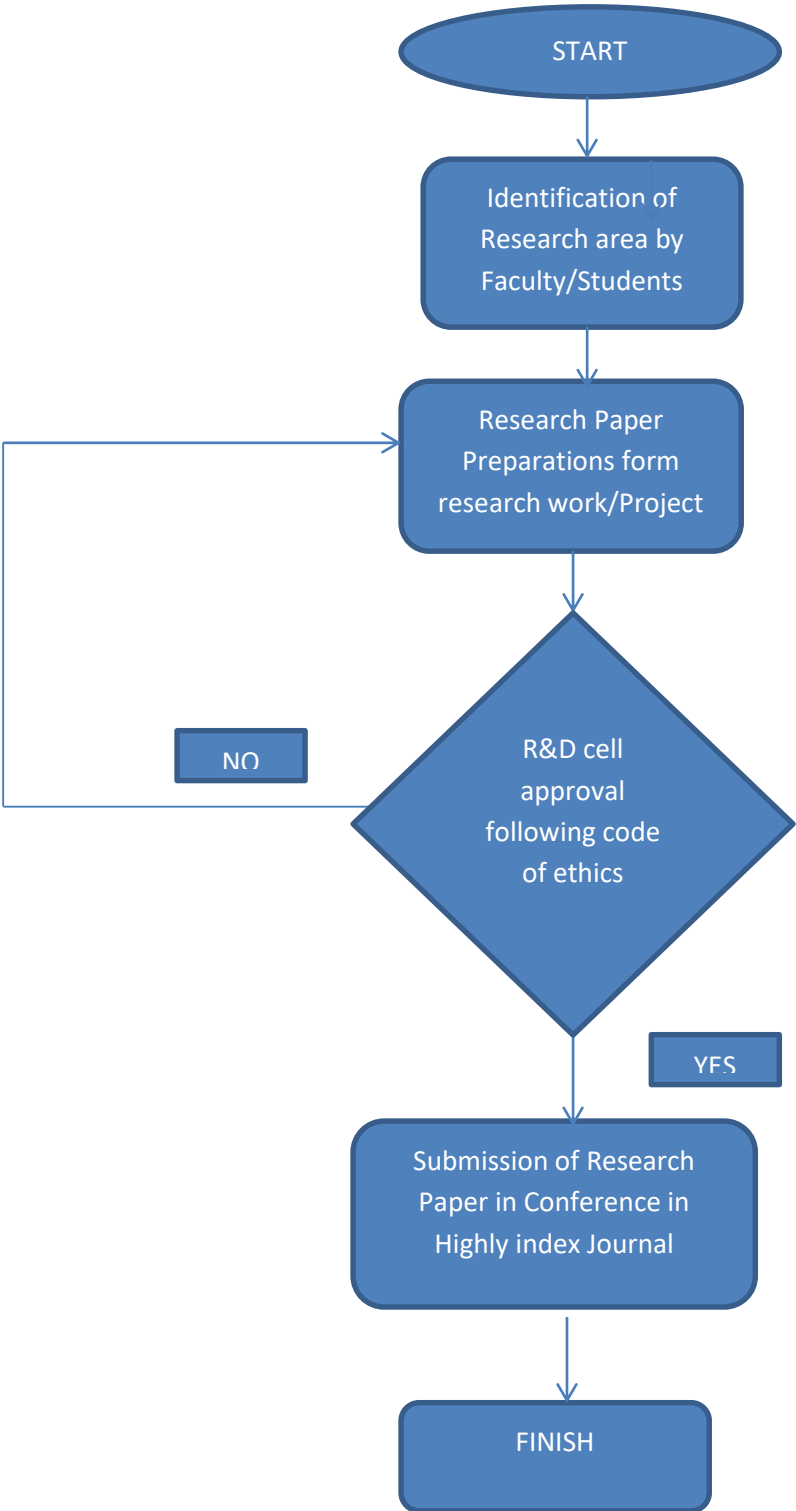 START
Identification of
Research area by
Faculty/Students
Research Paper
Preparations form
research work/Project
R&D cell
approval
following code
of ethics
NO
YES
Submission of Research
Paper in Conference in
Highly index Journal
FINISH